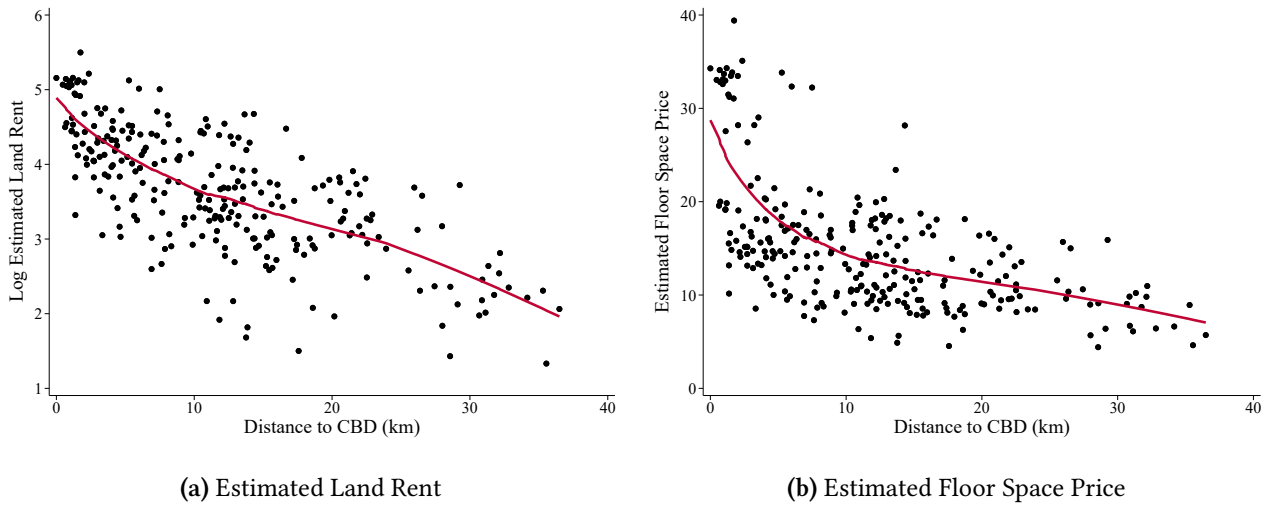 6
5
4
3
2
1
Log Estimated Land Rent
0 10 20 30 40
Distance to CBD (km)
(a) Estimated Land Rent
40
30
20
10
0
Estimated Floor Space Price
0 10 20 30 40
Distance to CBD (km)
(b) Estimated Floor Space Price